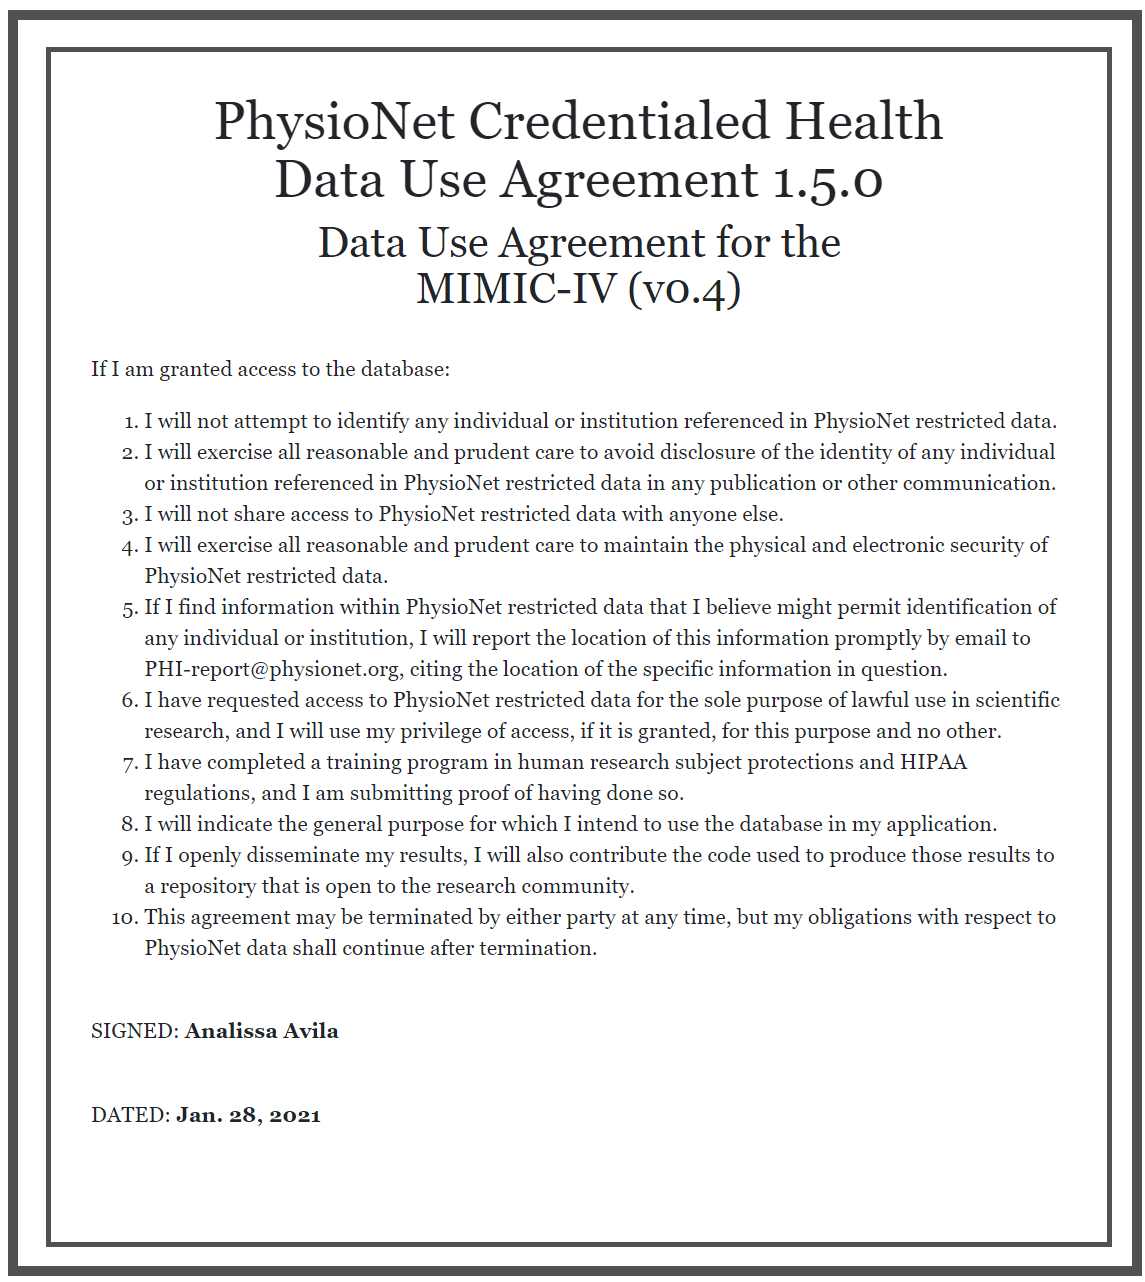 PhysioNet Credentialed Health
Data Use Agreement 1.5.0
Data Use Agreement for the
MIMIC-IV (v0.4)
If I am granted access to the database:
1. I will not attempt to identify any individual or institution referenced in PhysioNet restricted data.
2. I will exercise all reasonable and prudent care to avoid disclosure of the identity of any individual
or institution referenced in PhysioNet restricted data in any publication or other communication.
3. I will not share access to PhysioNet restricted data with anyone else.
4. I will exercise all reasonable and prudent care to maintain the physical and electronic security of
PhysioNet restricted data.
5. If I find information within PhysioNet restricted data that I believe might permit identification of
any individual or institution, I will report the location of this information promptly by email to
PHI-report@physionet.org, citing the location of the specific information in question.
6. I have requested access to PhysioNet restricted data for the sole purpose of lawful use in scientific
research, and I will use my privilege of access, if it is granted, for this purpose and no other.
7. I have completed a training program in human research subject protections and HIPAA
regulations, and I am submitting proof of having done so.
8. I will indicate the general purpose for which I intend to use the database in my application.
9. If I openly disseminate my results, I will also contribute the code used to produce those results to
a repository that is open to the research community.
10. This agreement may be terminated by either party at any time, but my obligations with respect to
PhysioNet data shall continue after termination.
SIGNED: Analissa Avila
DATED: Jan. 28, 2021